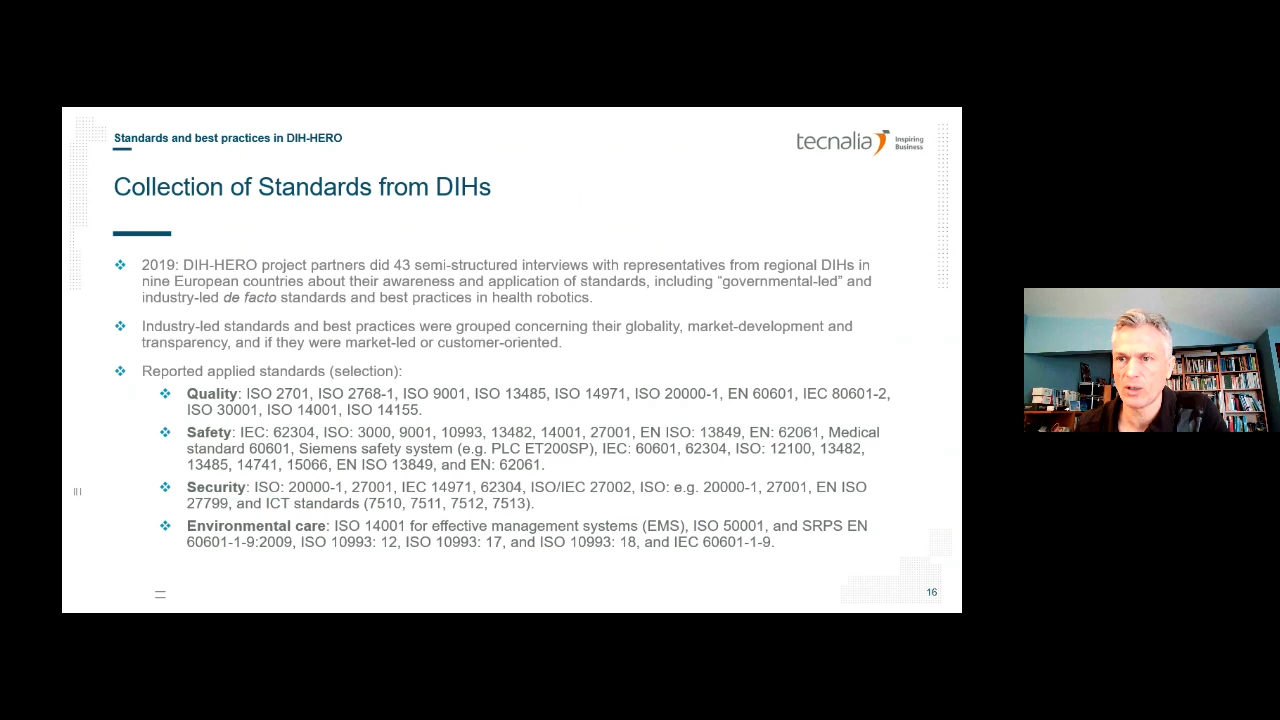 Standards and best practices in DIH-HERO
tecnalia Inspiring Business
Collection of Standards from DIHs
2019: DIH-HERO project partners did 43 semi-structured interviews with representatives from regional DIHs in
nine European countries about their awareness and application of standards, including “governmental-led” and
industry-led de facto standards and best practices in health robotics.
Industry-led standards and best practices were grouped concerning their globality, market-development and
transparency, and if they were market-led or customer-oriented.
Reported applied standards (selection):
Quality: ISO 2701, ISO 2768-1, ISO 9001, ISO 13485, ISO 14971, ISO 20000-1, EN 60601, IEC 80601-2,
ISO 30001, ISO 14001, ISO 14155.
Safety: IEC: 62304, ISO: 3000, 9001, 10993, 13482, 14001, 27001, EN ISO: 13849, EN: 62061, Medical
standard 60601, Siemens safety system (e.g. PLC ET200SP), IEC: 60601, 62304, ISO: 12100, 13482,
13485, 14741, 15066, EN ISO 13849, and EN: 62061.
Security: ISO: 20000-1, 27001, IEC 14971, 62304, ISO/IEC 27002, ISO: e.g. 20000-1, 27001, EN ISO
27799, and ICT standards (7510, 7511, 7512, 7513).
Environmental care: ISO 14001 for effective management systems (EMS), ISO 50001, and SRPS EN
60601-1-9:2009, ISO 10993: 12, ISO 10993: 17, and ISO 10993: 18, and IEC 60601-1-9.
16